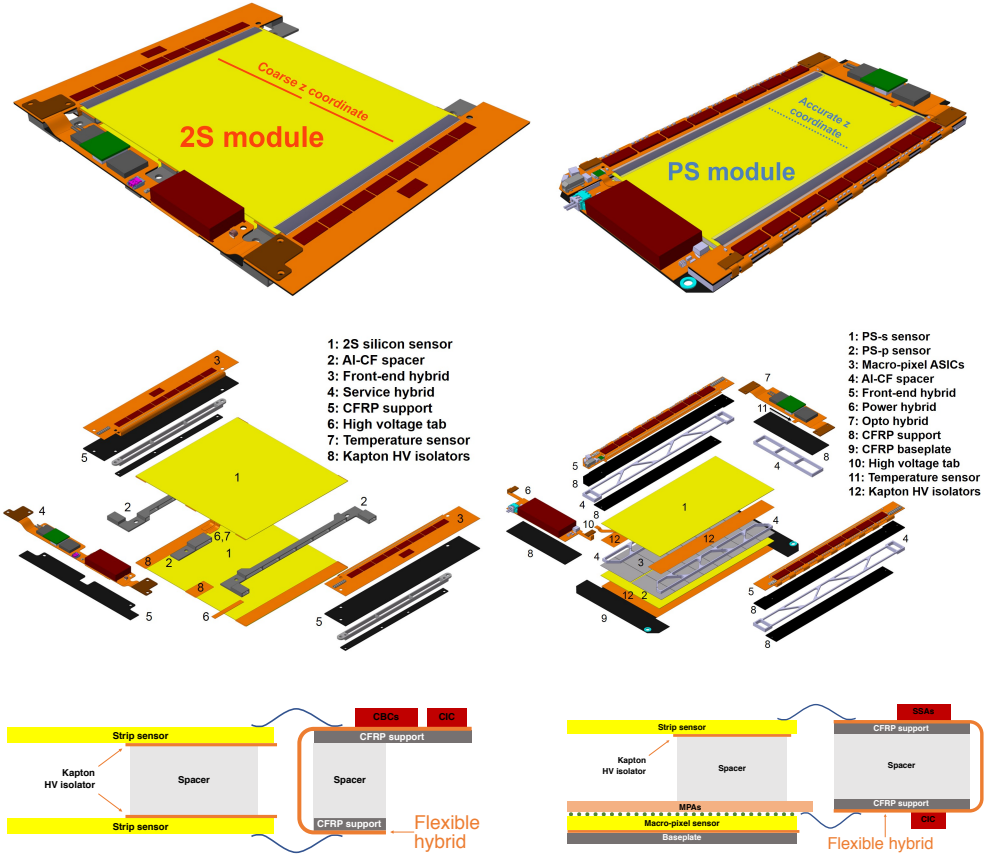 Coarse z coordinate
2S module
Accurate z
coordinate
PS module
1: 2S silicon sensor
2: Al-CF spacer
3: Front-end hybrid
4: Service hybrid
5: CFRP support
6: High voltage tab
7: Temperature sensor
8: Kapton HV isolators
3
5
1
2
2
4
6,7
1
8
2
3
8
5
6
5
1: PS-s sensor
2: PS-p sensor
3: Macro-pixel ASICs
4: Al-CF spacer
5: Front-end hybrid
6: Power hybrid
7: Opto hybrid
8: CFRP support
9: CFRP baseplate
10: High voltage tab
11: Temperature sensor
12: Kapton HV isolators
7
11
8
4
5
8
6
4
8
1
10
12
12
4
4
8
4
3
12
2
5
8
9
8
CBCs
CIC
Strip sensor
CFRP support
Kapton
HV isolator
Spacer
Spacer
CFRP support
Strip sensor
Flexible
hybrid
SSAs
Strip sensor
CFRP support
Kapton
HV isolator
Spacer
Spacer
MPAs
CFRP support
Macro-pixel sensor
CIC
Baseplate
Flexible hybrid